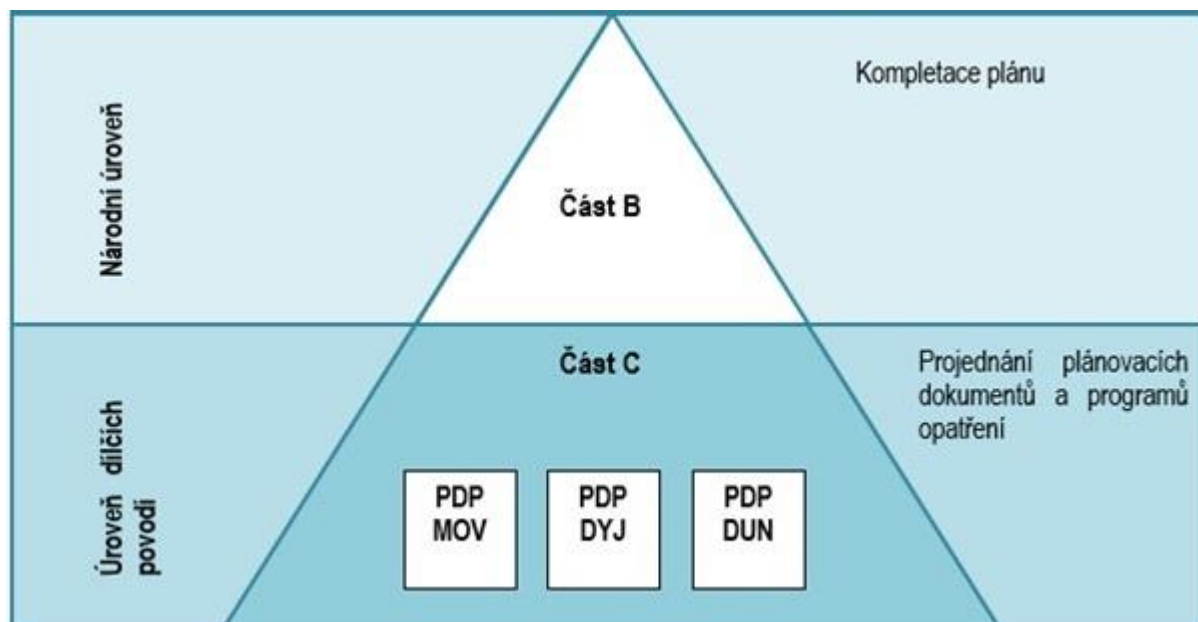 Národní úroveň
Kompletace plánu
Část B
Úroveň dílčích
povodí
Část C
Projednání plánovacích
dokumentů a programů
opatření
PDP
MOV
PDP
DYJ
PDP
DUN